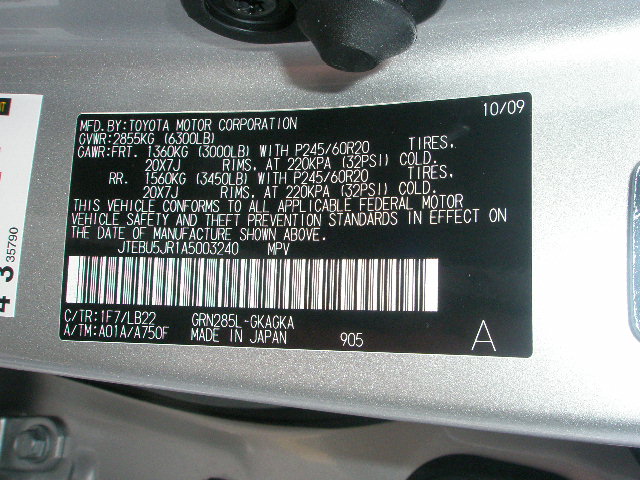 MFD.BY:TOYOTA MOTOR CORPORATION 10/09
GVWR:2855KG (6300LB)
GAWR:FRT. 1360KG (3000LB) WITH P245/60R20 TIRES,
20X7J RIMS, AT 220KPA (32PSI) COLD.
RR. 1560KG (3450LB) WITH P245/60R20 TIRES,
20X7J RIMS, AT 220KPA (32PSI) COLD.
THIS VEHICLE CONFORMS TO ALL APPLICABLE FEDERAL MOTOR
VEHICLE SAFETY AND THEFT PREVENTION STANDARDS IN EFFECT ON
THE DATE OF MANUFACTURE SHOWN ABOVE.
JTEBU5JR1A5003240 MPV
C/TR:1F7/LB22 GRN285L-GKAGKA
A/TM:A01A/A750F MADE IN JAPAN 905 A
35790